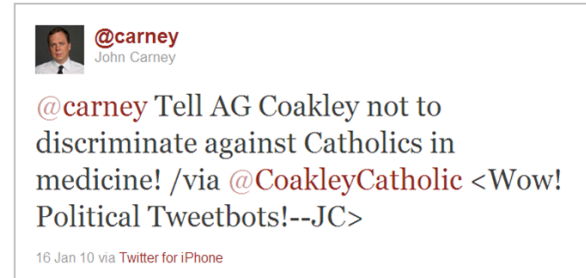 @carney
John Carney
@carney Tell AG Coakley not to
discriminate against Catholics in
medicine! /via @CoakleyCatholic <Wow!
Political Tweetbots!--JC>
16 Jan 10 via Twitter for iPhone